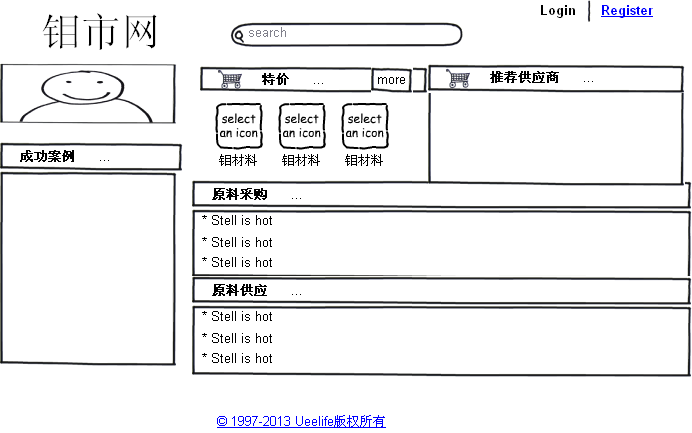 Login | Register
钼市网
search
特价 ...
more
推荐供应商 ...
select
an icon
select
an icon
select
an icon
钼材料
钼材料
钼材料
成功案例 ...
原料采购 ...
* Stell is hot
* Stell is hot
* Stell is hot
原料供应 ...
* Stell is hot
* Stell is hot
* Stell is hot
© 1997-2013 Ueelife版权所有